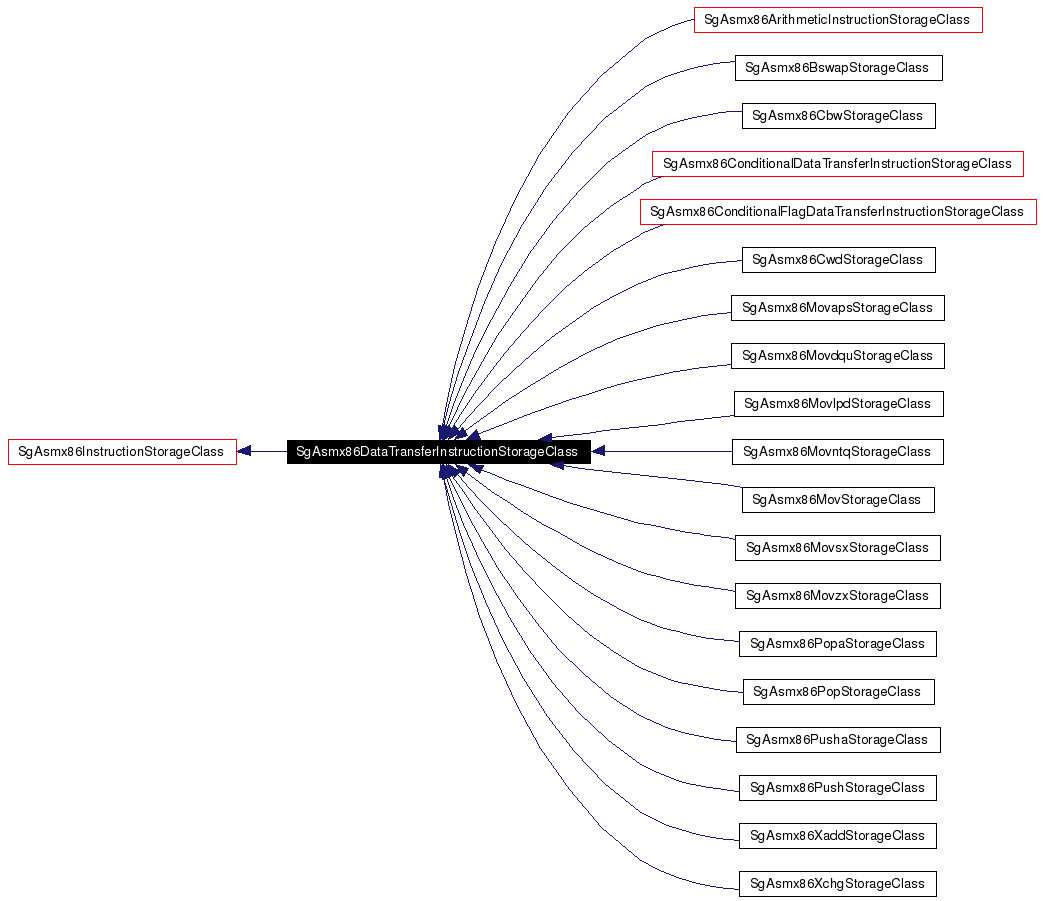 SgAsmx86ArithmeticInstructionStorageClass
SgAsmx86BswapStorageClass
SgAsmx86CbwStorageClass
SgAsmx86ConditionalDataTransferInstructionStorageClass
SgAsmx86ConditionalFlagDataTransferInstructionStorageClass
SgAsmx86CwdStorageClass
SgAsmx86MovapsStorageClass
SgAsmx86MovdquStorageClass
SgAsmx86MovlpdStorageClass
SgAsmx86InstructionStorageClass
SgAsmx86DataTransferInstructionStorageClass
SgAsmx86MovntqStorageClass
SgAsmx86MovStorageClass
SgAsmx86MovsxStorageClass
SgAsmx86MovzxStorageClass
SgAsmx86PopaStorageClass
SgAsmx86PopStorageClass
SgAsmx86PushaStorageClass
SgAsmx86PushStorageClass
SgAsmx86XaddStorageClass
SgAsmx86XchgStorageClass